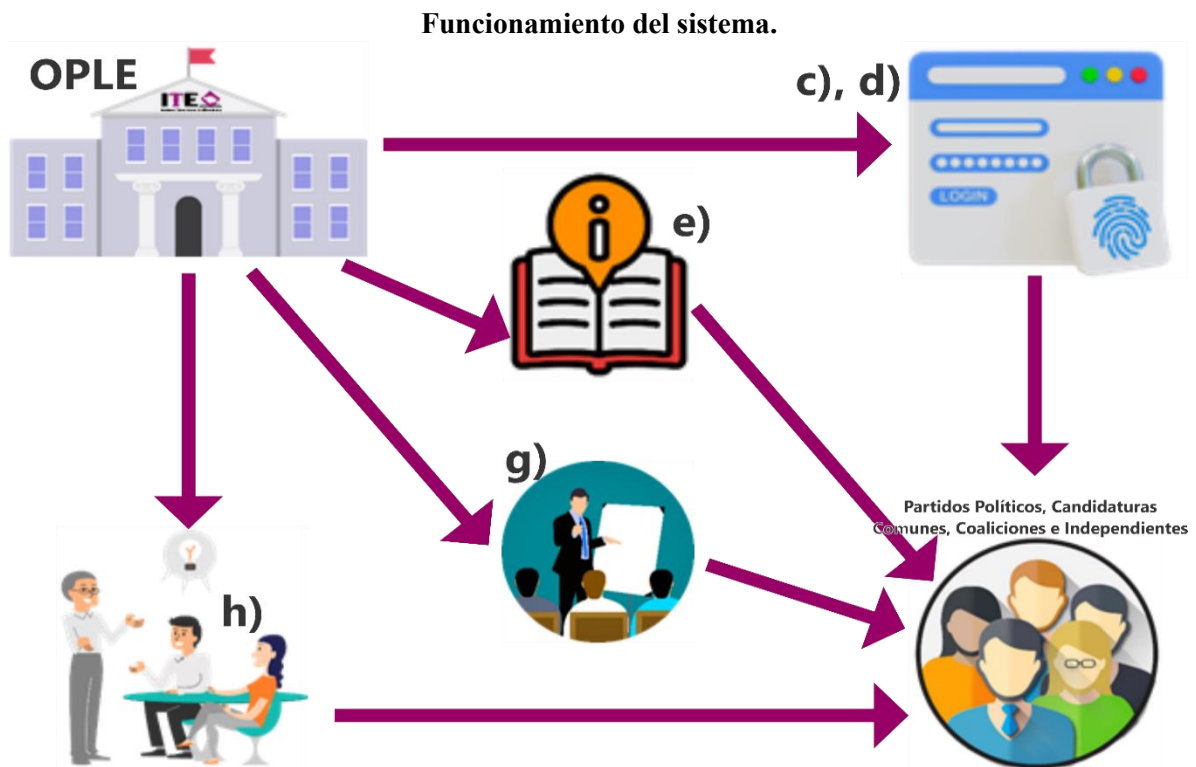 Funcionamiento del sistema.
OPLE
ITE
c), d)
LOGIN
e)
g)
Partidos Políticos, Candidaturas
Comunes, Coaliciones e Independientes
h)